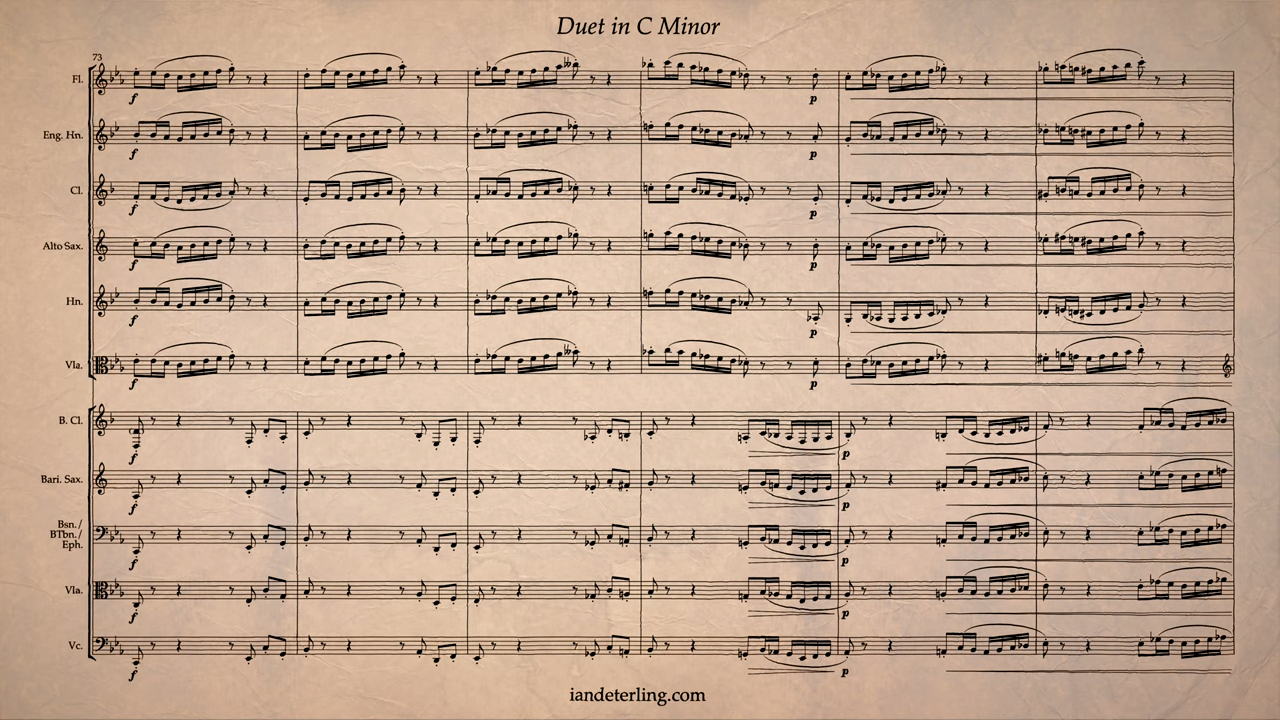 Duet in C Minor
73
Fl.
f
p
Eng. Hn.
f
p
Cl.
f
p
Alto Sax.
f
p
Hn.
f
p
Vla.
f
p
B. Cl.
f
p
Bari. Sax.
f
p
Bsn./
BTbn./
Eph.
f
p
Vla.
f
p
Vc.
f
p
iandeterling.com